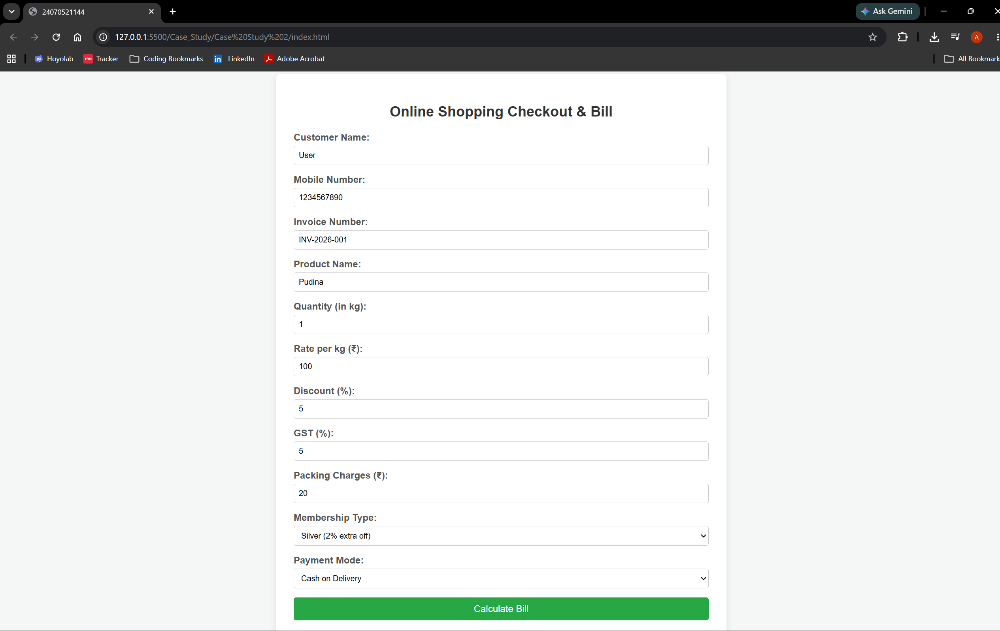 24070521144
Ask Gemini
127.0.0.1:5500/Case_Study/Case%20Study%202/index.html
A
Hoyolab
TRN Tracker
Coding Bookmarks
in LinkedIn
Adobe Acrobat
All Bookmark
Online Shopping Checkout & Bill
Customer Name:
User
Mobile Number:
1234567890
Invoice Number:
INV-2026-001
Product Name:
Pudina
Quantity (in kg):
1
Rate per kg (₹):
100
Discount (%):
5
GST (%):
5
Packing Charges (₹):
20
Membership Type:
Silver (2% extra off)
Payment Mode:
Cash on Delivery
Calculate Bill